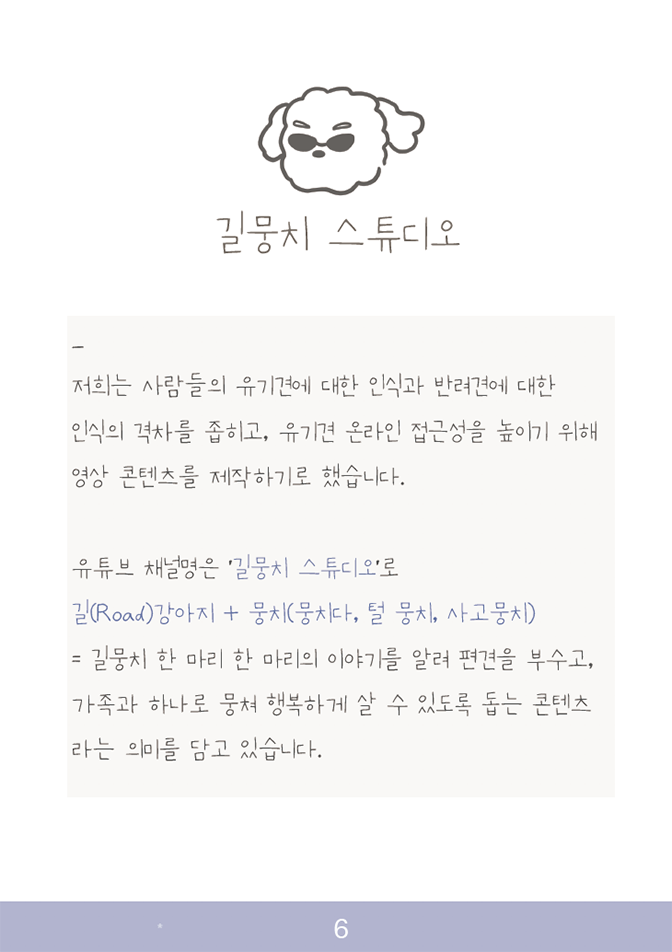 길뭉치 스튜디오
–
저희는 사람들의 유기견에 대한 인식과 반려견에 대한
인식의 격차를 좁히고, 유기견 온라인 접근성을 높이기 위해
영상 콘텐츠를 제작하기로 했습니다.
유튜브 채널명은 '길뭉치 스튜디오'로
길(Road)강아지 + 뭉치(뭉치다, 털 뭉치, 사고뭉치)
= 길뭉치 한 마리 한 마리의 이야기를 알려 편견을 부수고,
가족과 하나로 뭉쳐 행복하게 살 수 있도록 돕는 콘텐츠
라는 의미를 담고 있습니다.
6